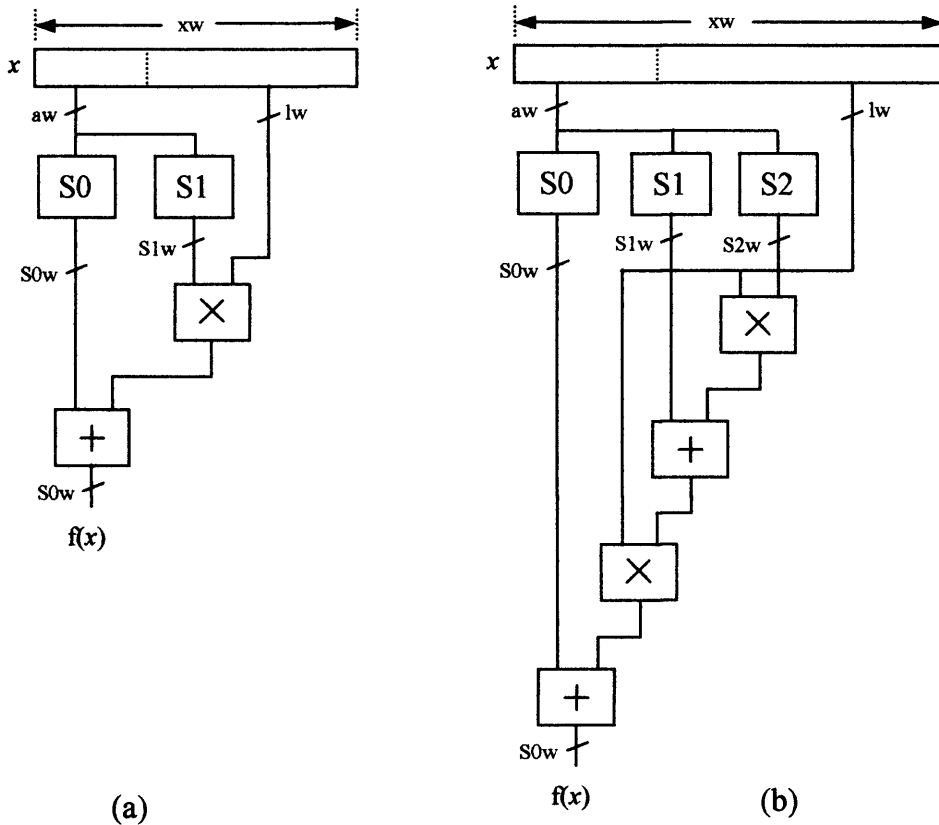 xw
x
aw
lw
S0
S1
S1w
S0w
×
+
S0w
f(x)
(a)
xw
x
aw
lw
S0
S1
S2
S1w
S2w
S0w
×
+
×
+
S0w
f(x)
(b)